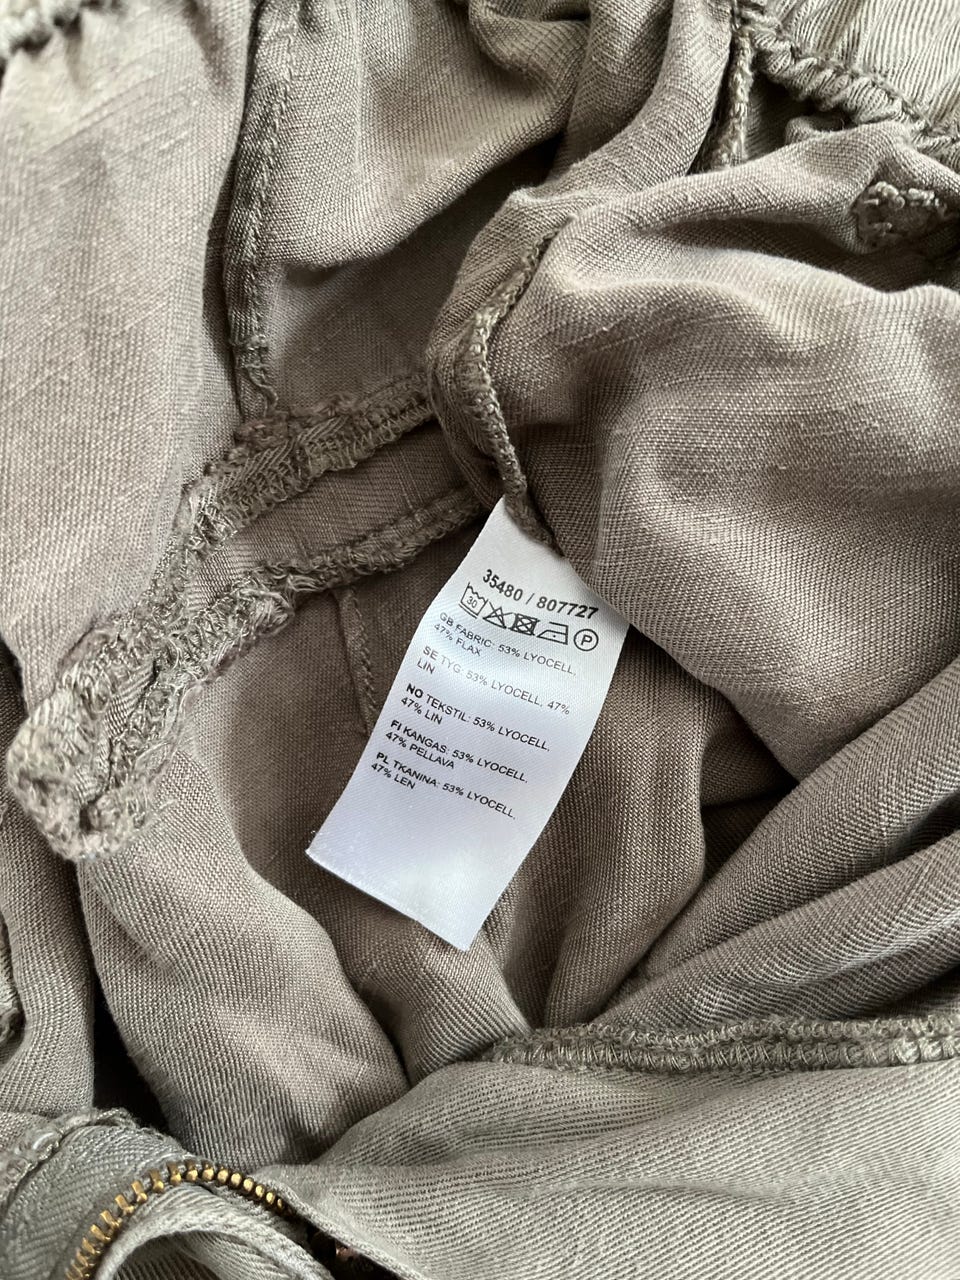 35480 / 807727
30 P
GB FABRIC: 53% LYOCELL,
47% FLAX
SE TYG: 53% LYOCELL, 47%
LIN
NO TEKSTIL: 53% LYOCELL,
47% LIN
FI KANGAS: 53% LYOCELL,
47% PELLAVA
PL TKANINA: 53% LYOCELL,
47% LEN